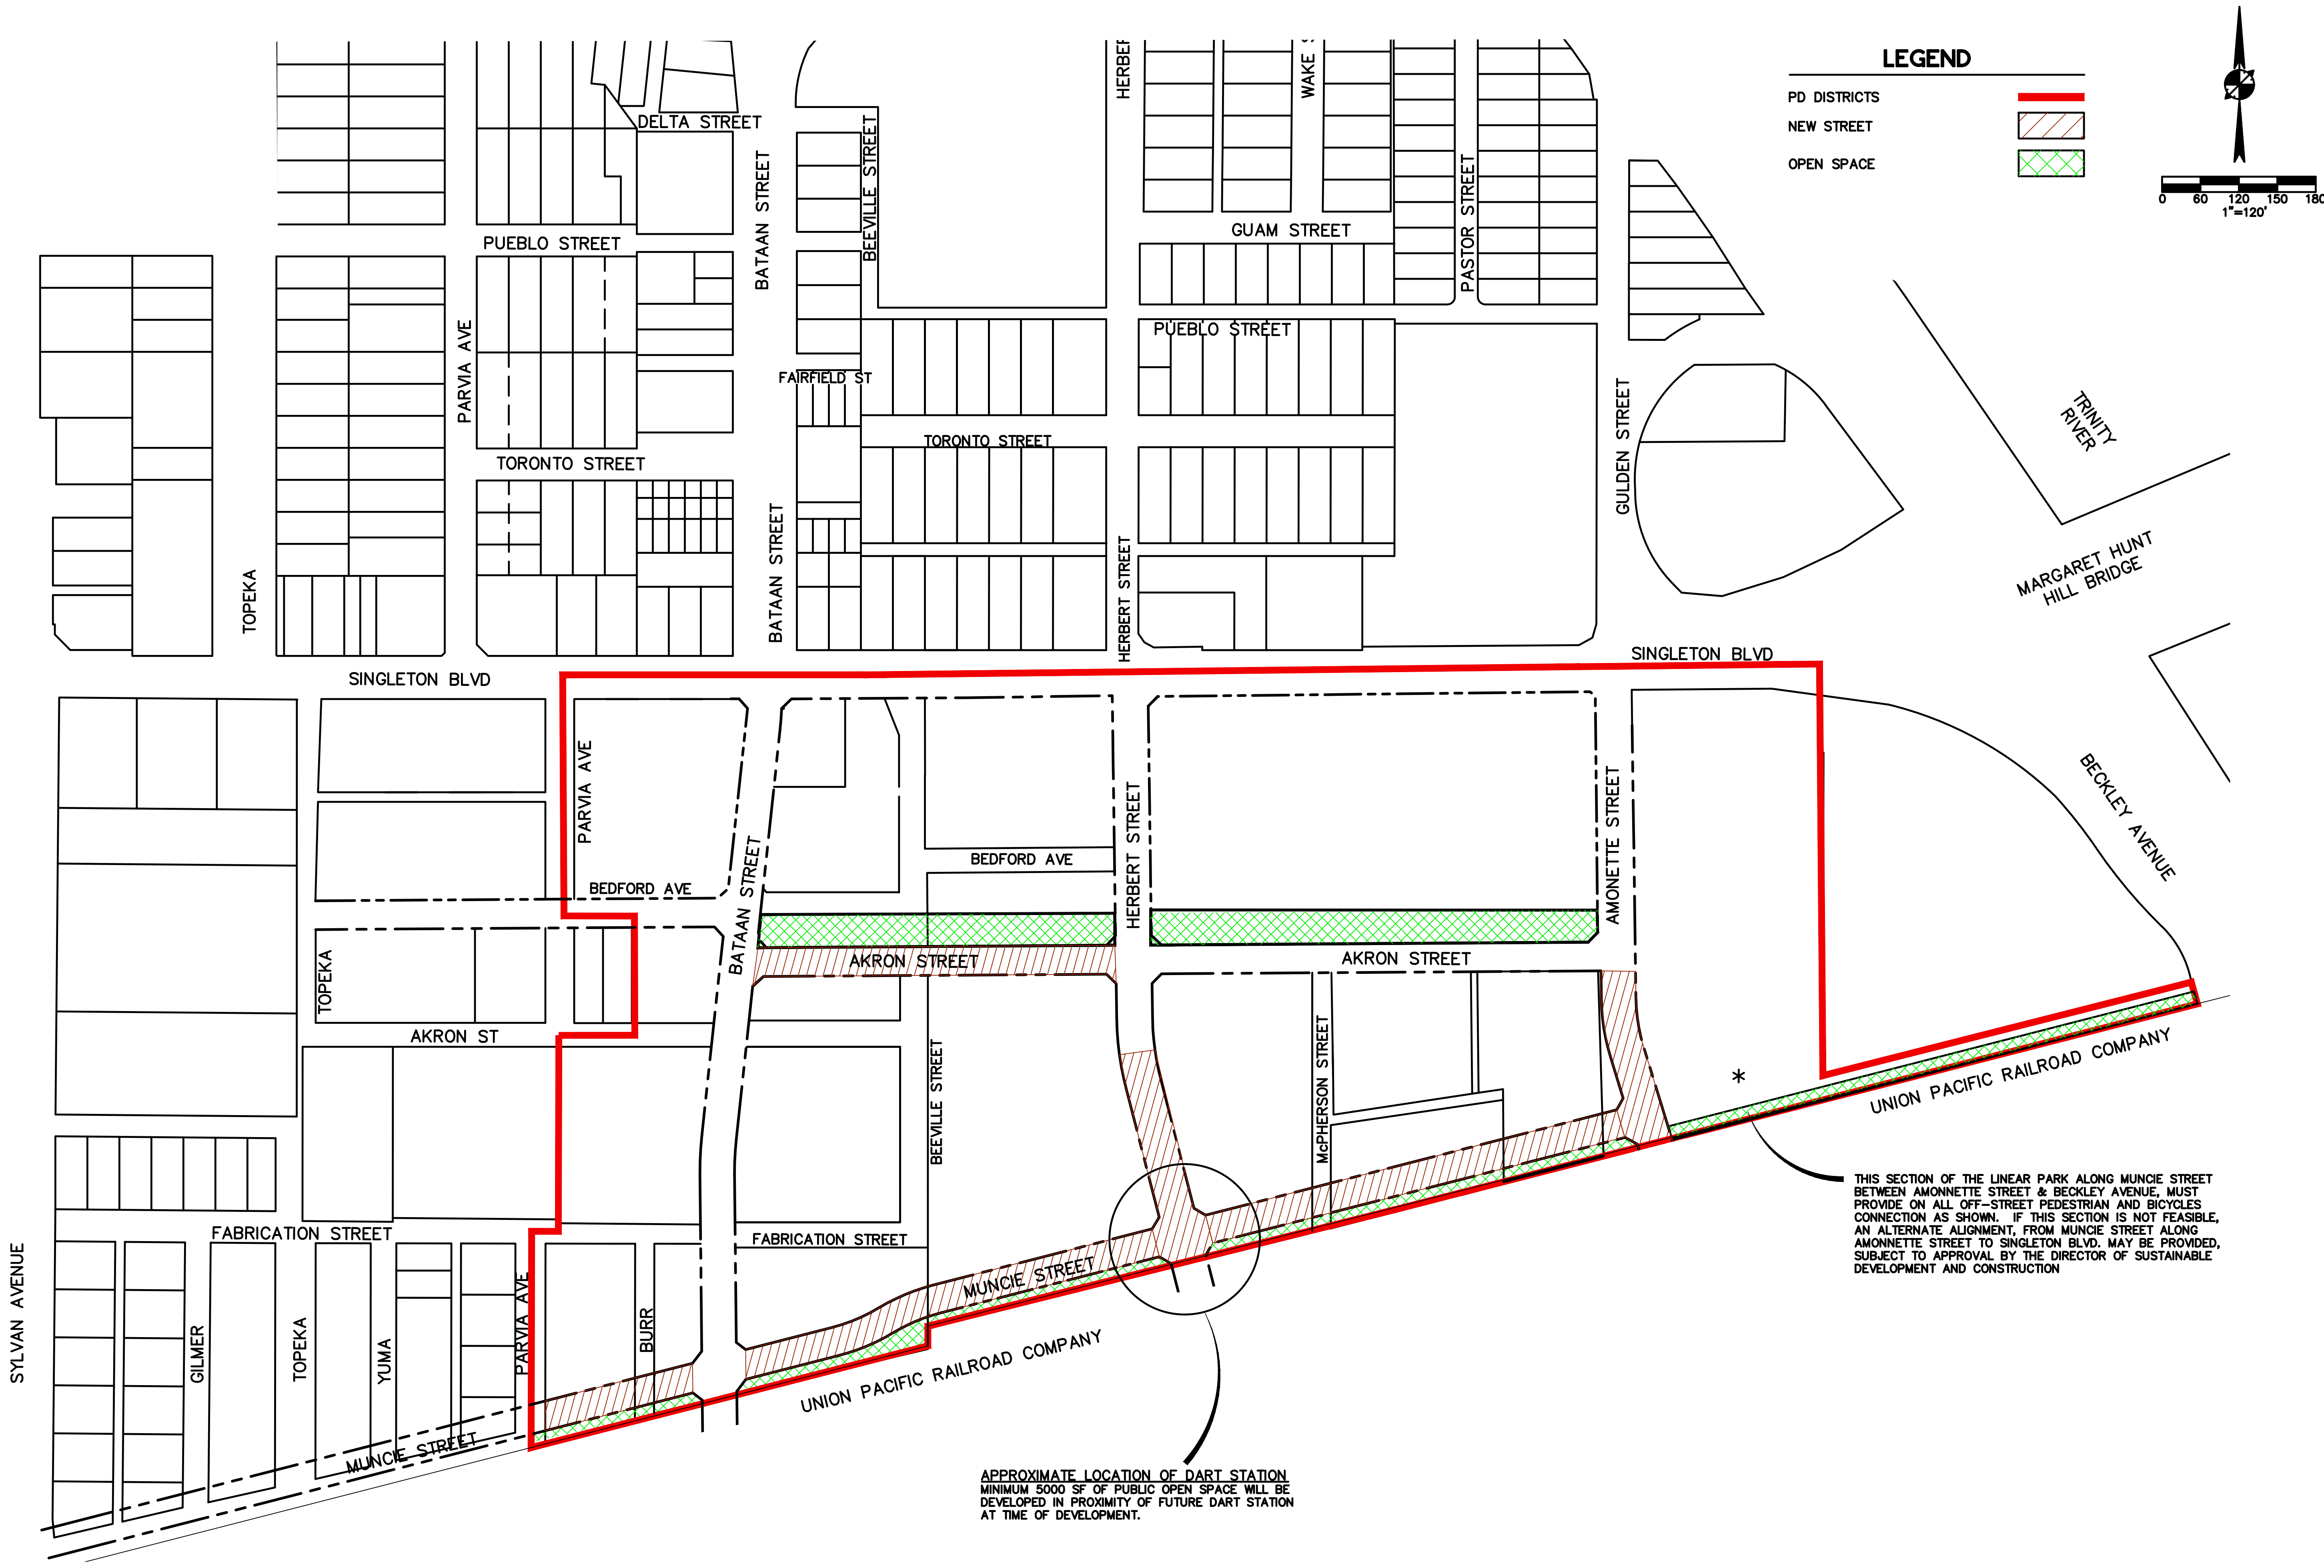 HERBER
WAKE S
LEGEND
PD DISTRICTS
NEW STREET
OPEN SPACE
0 60 120 150 180
1"=120'
DELTA STREET
BATAAN STREET
BEEVILLE STREET
PASTOR STREET
GUAM STREET
PUEBLO STREET
PUEBLO STREET
PARVIA AVE
FAIRFIELD ST
GULDEN STREET
TRINITY
RIVER
TORONTO STREET
TORONTO STREET
TOPEKA
BATAAN STREET
HERBERT STREET
MARGARET HUNT
HILL BRIDGE
SINGLETON BLVD
SINGLETON BLVD
PARVIA AVE
BATAAN STREET
HERBERT STREET
AMONETTE STREET
BECKLEY AVENUE
BEDFORD AVE
BEDFORD AVE
AKRON STREET
AKRON STREET
TOPEKA
AKRON ST
BEEVILLE STREET
McPHERSON STREET
*
UNION PACIFIC RAILROAD COMPANY
THIS SECTION OF THE LINEAR PARK ALONG MUNCIE STREET
BETWEEN AMONNETTE STREET & BECKLEY AVENUE, MUST
PROVIDE ON ALL OFF-STREET PEDESTRIAN AND BICYCLES
CONNECTION AS SHOWN. IF THIS SECTION IS NOT FEASIBLE,
AN ALTERNATE ALIGNMENT, FROM MUNCIE STREET ALONG
AMONNETTE STREET TO SINGLETON BLVD. MAY BE PROVIDED,
SUBJECT TO APPROVAL BY THE DIRECTOR OF SUSTAINABLE
DEVELOPMENT AND CONSTRUCTION
FABRICATION STREET
FABRICATION STREET
SYLVAN AVENUE
GILMER
TOPEKA
YUMA
PARVIA AVE
BURR
MUNCIE STREET
MUNCIE STREET
UNION PACIFIC RAILROAD COMPANY
APPROXIMATE LOCATION OF DART STATION
MINIMUM 5000 SF OF PUBLIC OPEN SPACE WILL BE
DEVELOPED IN PROXIMITY OF FUTURE DART STATION
AT TIME OF DEVELOPMENT.